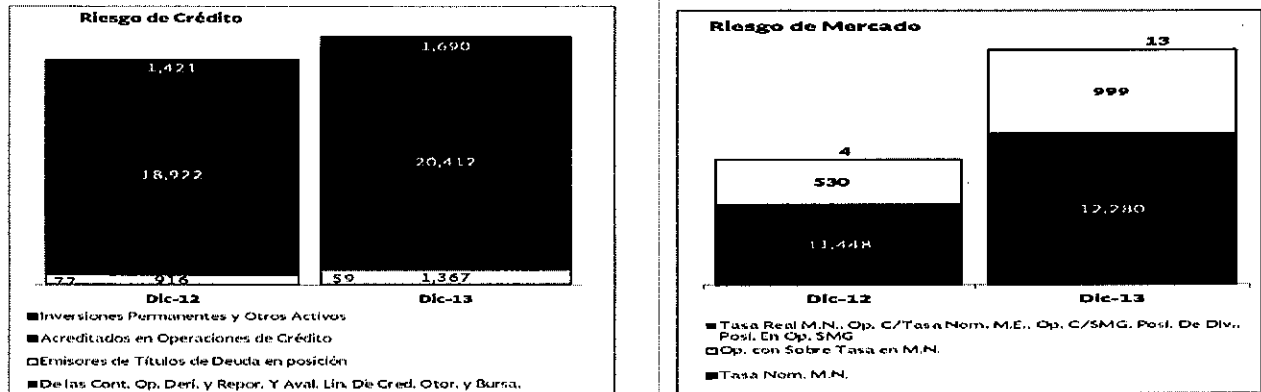 Riesgo de Crédito
1,421
1,690
18,922
20,412
77
916
59
1,367
Dic-12
Dic-13
Inversiones Permanentes y Otros Activos
Acreditados en Operaciones de Crédito
Emisores de Títulos de Deuda en posición
De las Cont. Op. Deri. y Repor. Y Aval. Lin. De Cred. Otor. y Bursa.
Riesgo de Mercado
4
13
530
999
11,448
12,280
Dic-12
Dic-13
Tasa Real M.N., Op. C/Tasa Nom. M.E., Op. C/SMG. Posi. De Div..
Posi. En Op. SMG
Op. con Sobre Tasa en M.N.
Tasa Nom. M.N.